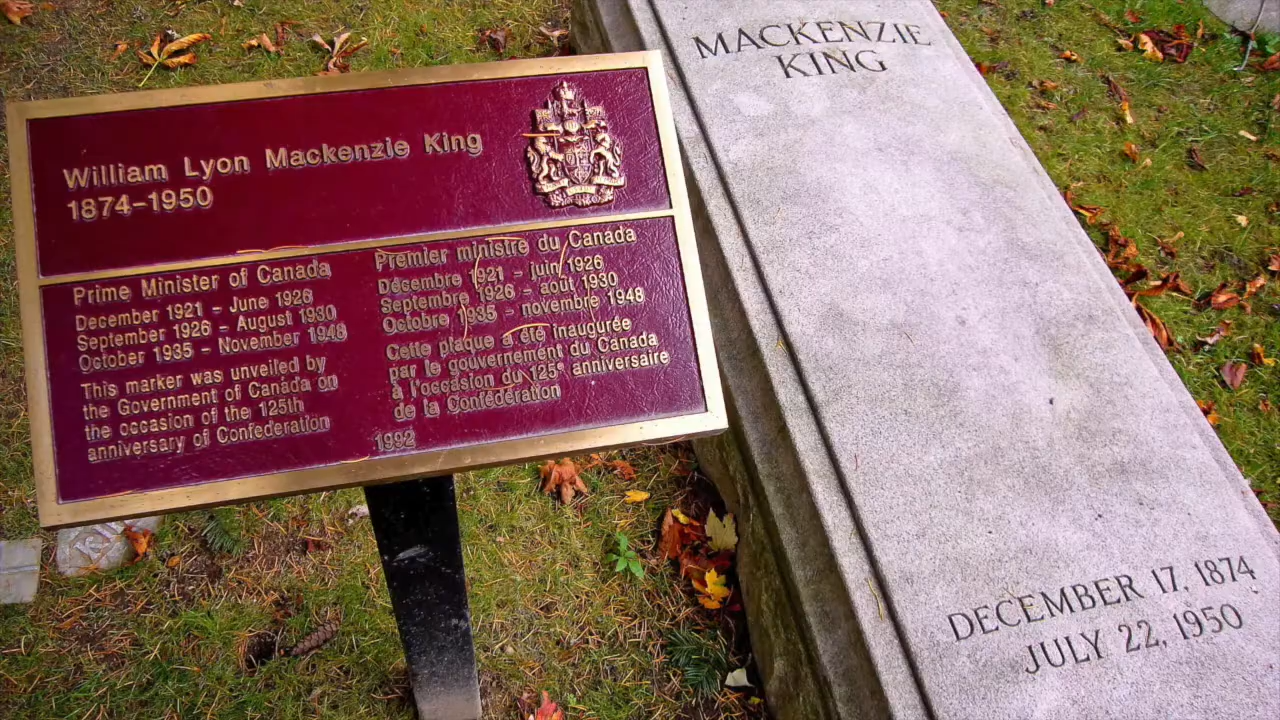 William Lyon Mackenzie King
1874-1950
Prime Minister of Canada
December 1921 - June 1926
September 1926 - August 1930
October 1935 - November 1948
This marker was unveiled by
the Government of Canada on
the occasion of the 125th
anniversary of Confederation
Premier ministre du Canada
Décembre 1921 - juin 1926
Septembre 1926 - août 1930
Octobre 1935 - novembre 1948
Cette plaque a été inaugurée
par le gouvernement du Canada
à l'occasion du 125e anniversaire
de la Confédération
1992
MACKENZIE
KING
DECEMBER 17, 1874
JULY 22, 1950